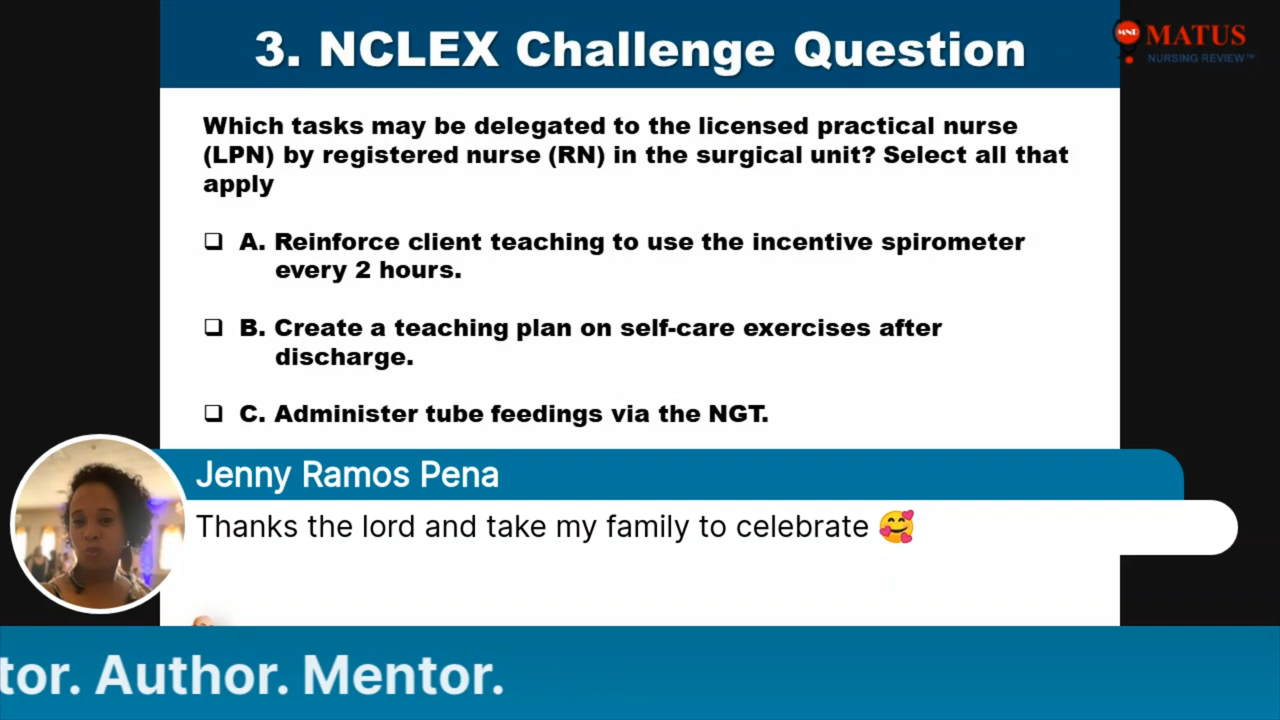 3. NCLEX Challenge Question
MNR
MATUS
NURSING REVIEW™
Which tasks may be delegated to the licensed practical nurse
(LPN) by registered nurse (RN) in the surgical unit? Select all that
apply
❑ A. Reinforce client teaching to use the incentive spirometer
every 2 hours.
❑ B. Create a teaching plan on self-care exercises after
discharge.
❑ C. Administer tube feedings via the NGT.
Jenny Ramos Pena
Thanks the lord and take my family to celebrate 🥰
tor. Author. Mentor.